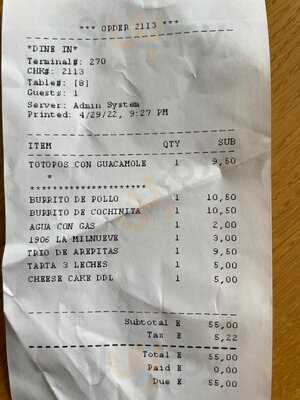 *** ORDER 2113 ***
*DINE IN*
Terminal#: 270
CHK#: 2113
Table#: [8]
Guests: 1
Server: Admin System
Printed: 4/29/22, 9:27 PM
ITEM QTY SUB
TOTOPOS CON GUACAMOLE 1 9,50
*
*********************
BURRITO DE POLLO 1 10,50
BURRITO DE COCHINITA 1 10,50
AGUA CON GAS 1 2,00
1906 LA MILNUEVE 1 3,00
TRIO DE AREPITAS 1 9,50
TARTA 3 LECHES 1 5,00
CHEESE CAKE DDL 1 5,00
Subtotal E 55,00
Tax E 5,22
Total E 55,00
Paid E 0,00
Due E 55,00